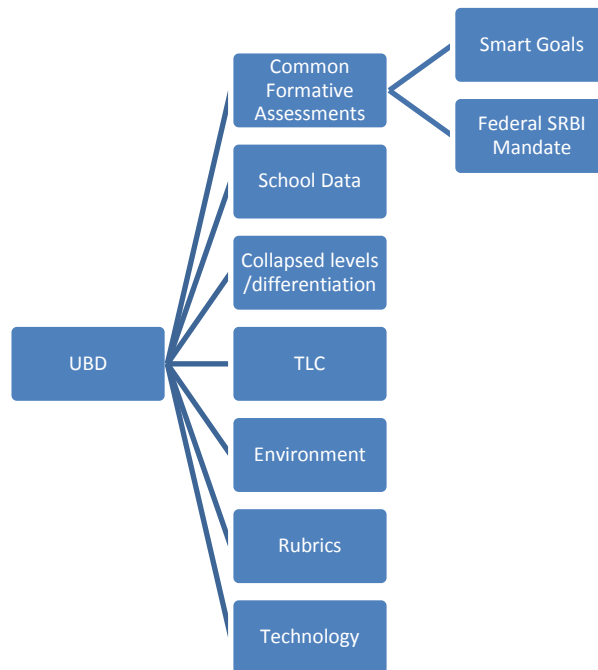 Smart Goals
Common
Formative
Assessments
Federal SRBI
Mandate
School Data
Collapsed levels
/differentiation
UBD
TLC
Environment
Rubrics
Technology